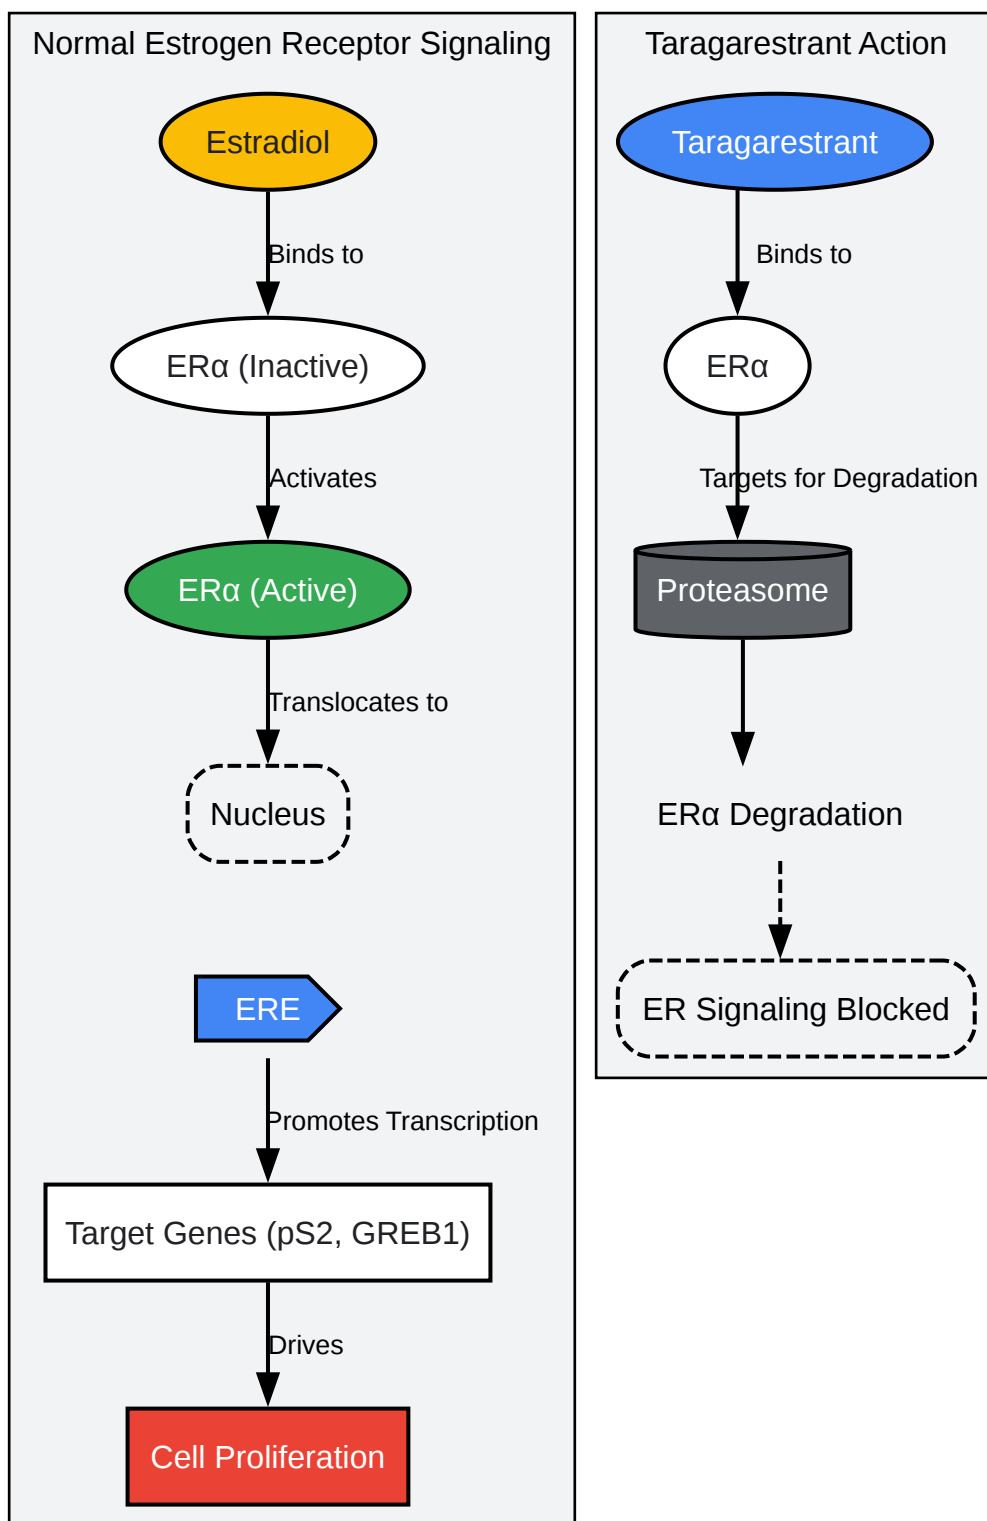 Normal Estrogen Receptor Signaling
Estradiol
Binds to
ERα (Inactive)
Activates
ERα (Active)
Translocates to
Nucleus
ERE
Promotes Transcription
Target Genes (pS2, GREB1)
Drives
Cell Proliferation
Taragarestrant Action
Taragarestrant
Binds to
ERα
Targets for Degradation
Proteasome
ERα Degradation
ER Signaling Blocked